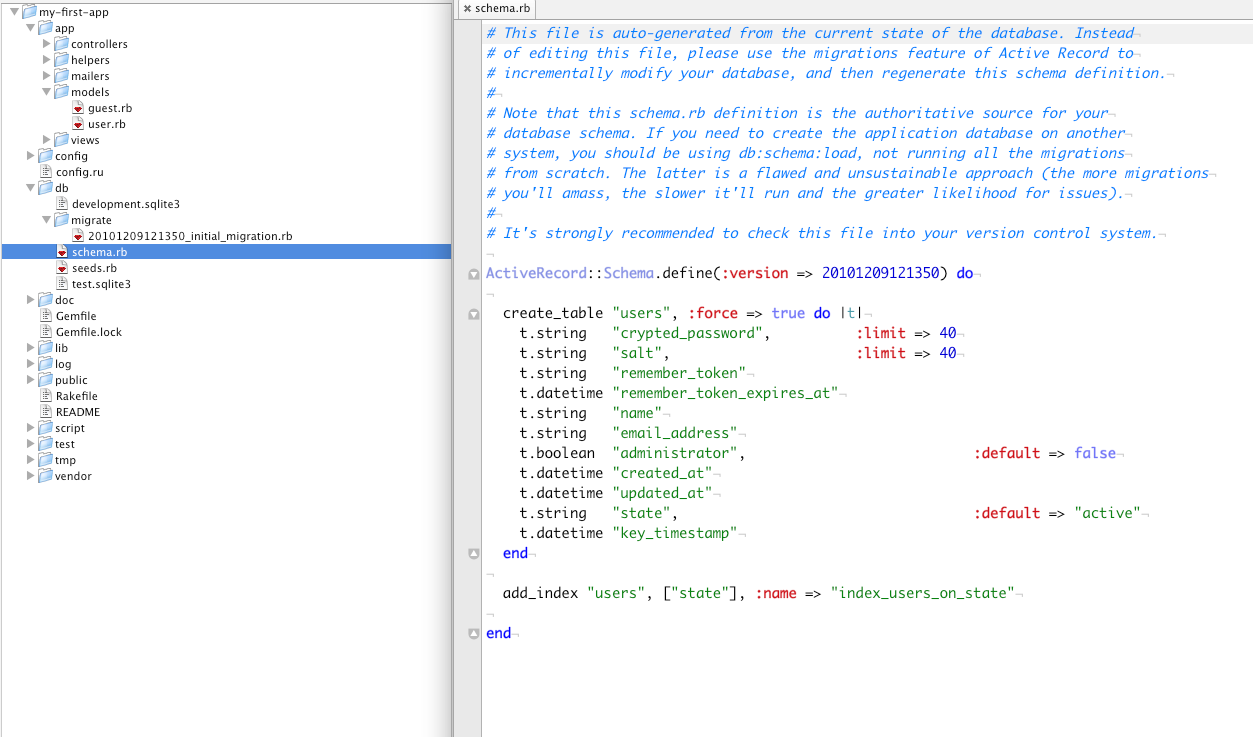 my-first-app
app
controllers
helpers
mailers
models
guest.rb
user.rb
views
config
config.ru
db
development.sqlite3
migrate
20101209121350_initial_migration.rb
schema.rb
seeds.rb
test.sqlite3
doc
Gemfile
Gemfile.lock
lib
log
public
Rakefile
README
script
test
tmp
vendor
schema.rb
# This file is auto-generated from the current state of the database. Instead
# of editing this file, please use the migrations feature of Active Record to
# incrementally modify your database, and then regenerate this schema definition.
#
# Note that this schema.rb definition is the authoritative source for your
# database schema. If you need to create the application database on another
# system, you should be using db:schema:load, not running all the migrations
# from scratch. The latter is a flawed and unsustainable approach (the more migrations
# you'll amass, the slower it'll run and the greater likelihood for issues).
#
# It's strongly recommended to check this file into your version control system.
ActiveRecord::Schema.define(:version => 20101209121350) do
create_table "users", :force => true do |t|
t.string "crypted_password", :limit => 40
t.string "salt", :limit => 40
t.string "remember_token"
t.datetime "remember_token_expires_at"
t.string "name"
t.string "email_address"
t.boolean "administrator", :default => false
t.datetime "created_at"
t.datetime "updated_at"
t.string "state", :default => "active"
t.datetime "key_timestamp"
end
add_index "users", ["state"], :name => "index_users_on_state"
end